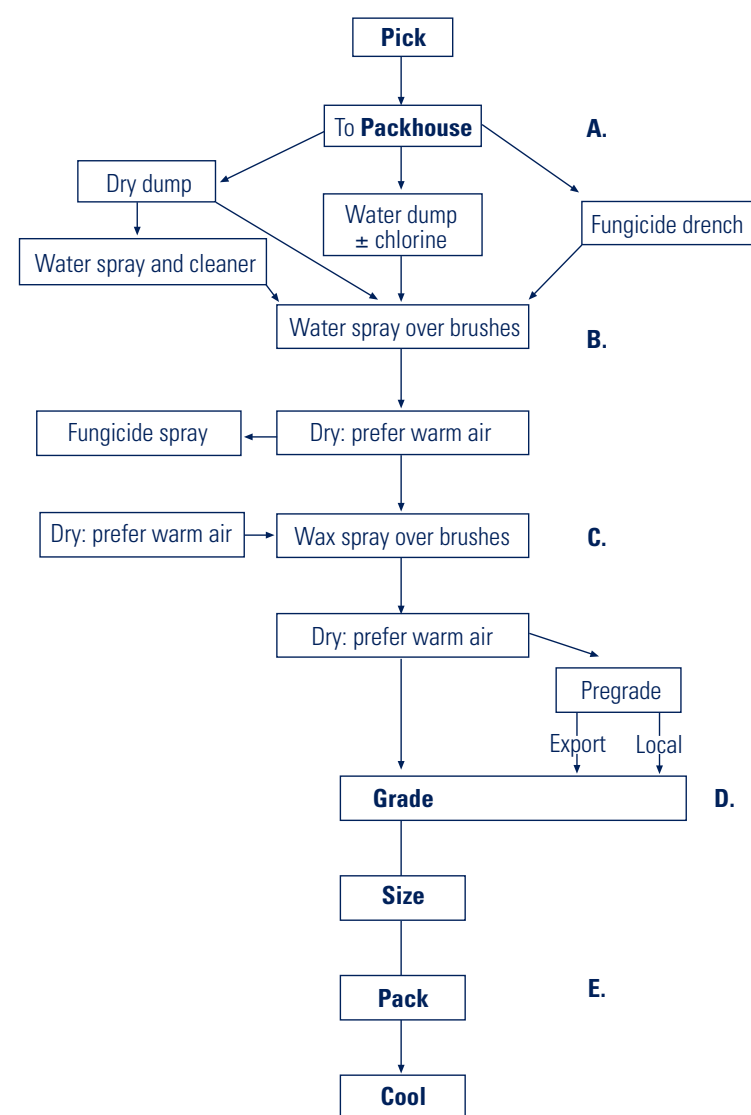 Pick
To Packhouse
A.
Dry dump
Water dump
± chlorine
Fungicide drench
Water spray and cleaner
Water spray over brushes
B.
Fungicide spray
Dry: prefer warm air
Dry: prefer warm air
Wax spray over brushes
C.
Dry: prefer warm air
Pregrade
Export
Local
Grade
D.
Size
Pack
E.
Cool